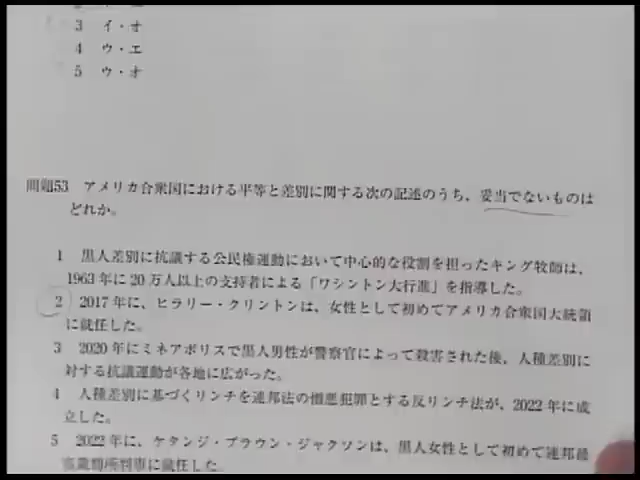 3 イ・オ
4 ウ・エ
5 ウ・オ
問題53 アメリカ合衆国における平等と差別に関する次の記述のうち、妥当でないものは
どれか。
1 黒人差別に抗議する公民権運動において中心的な役割を担ったキング牧師は、
1963年に20万人以上の支持者による「ワシントン大行進」を指導した。
2 2017年に、ヒラリー・クリントンは、女性として初めてアメリカ合衆国大統領
に就任した。
3 2020年にミネアポリスで黒人男性が警察官によって殺害された後、人種差別に
対する抗議運動が各地に広がった。
4 人種差別に基づくリンチを連邦法の憎悪犯罪とする反リンチ法が、2022年に成
立した。
5 2022年に、ケタンジ・ブラウン・ジャクソンは、黒人女性として初めて連邦最
高裁判所判事に就任した。